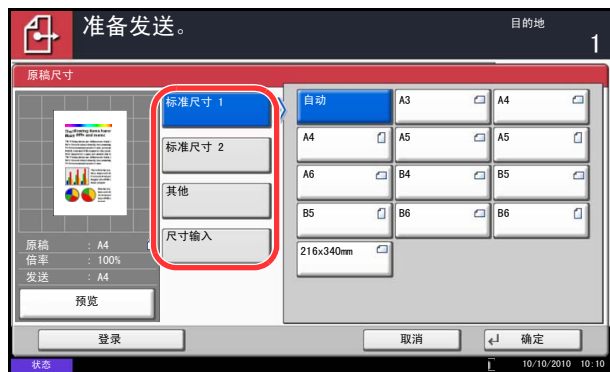 准备发送。
目的地
1
原稿尺寸
标准尺寸 1
标准尺寸 2
其他
尺寸输入
自动
A3
A4
A4
A5
A5
A6
B4
B5
B5
B6
B6
216x340mm
原稿 : A4
倍率 : 100%
发送 : A4
预览
登录
取消
确定
状态
10/10/2010 10:10